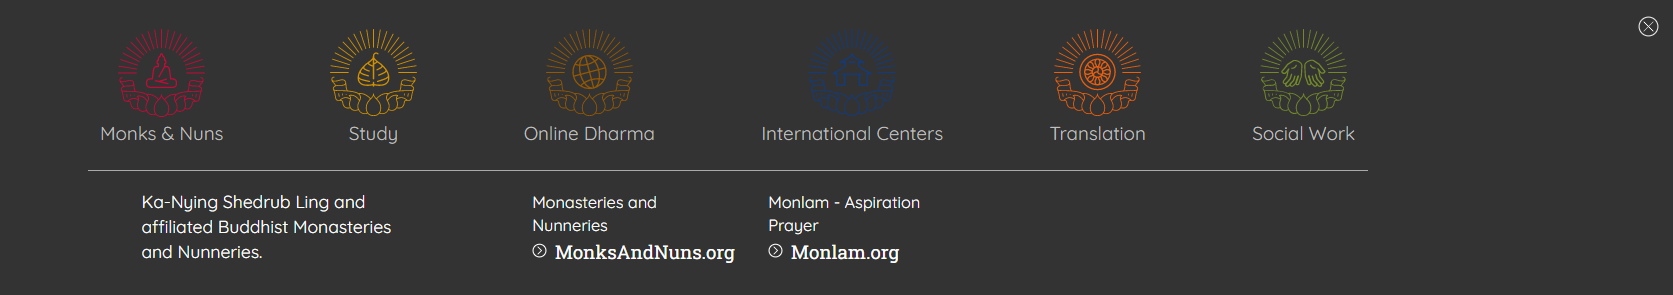 Monks & Nuns
Study
Online Dharma
International Centers
Translation
Social Work
Ka-Nying Shedrub Ling and
affiliated Buddhist Monasteries
and Nunneries.
Monasteries and
Nunneries
MonksAndNuns.org
Monlam - Aspiration
Prayer
Monlam.org